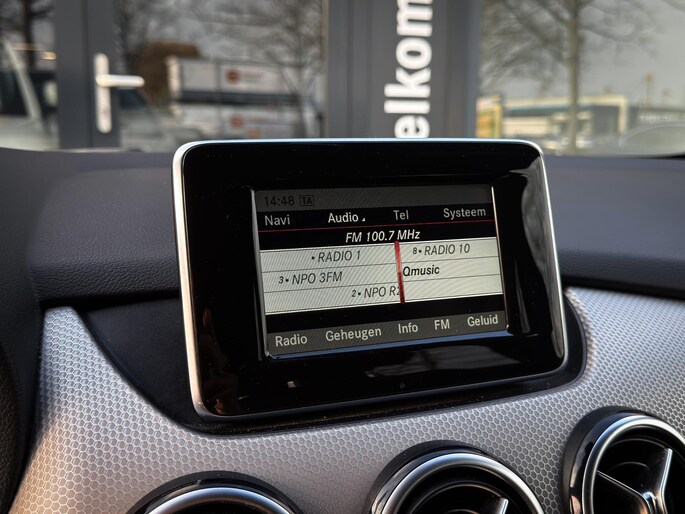 14:48 TA
Navi Audio Tel Systeem
FM 100.7 MHz
• RADIO 1 8• RADIO 10
3• NPO 3FM Qmusic
2• NPO R2
Radio Geheugen Info FM Geluid
elkom